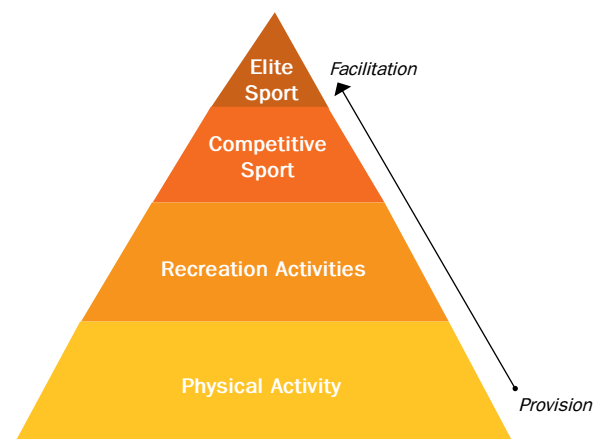 Elite
Sport
Facilitation
Competitive
Sport
Recreation Activities
Physical Activity
Provision